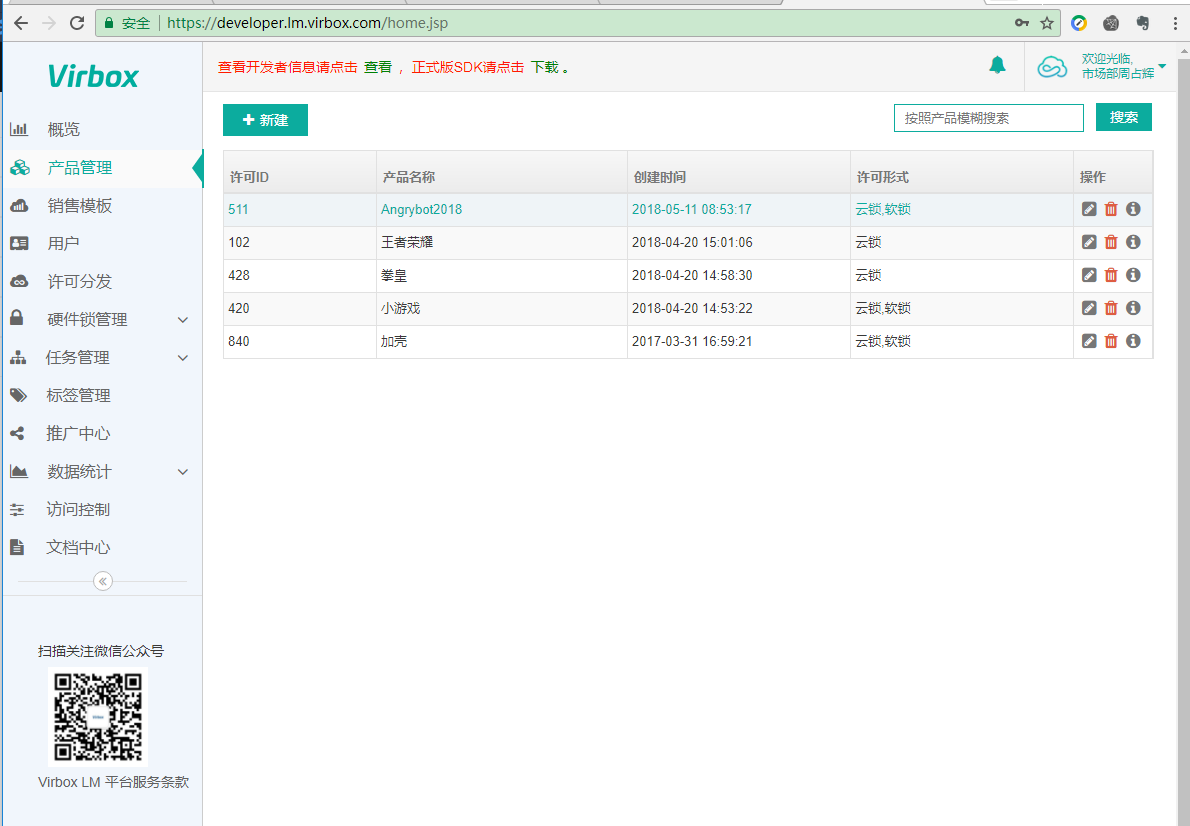 安全 https://developer.lm.virbox.com/home.jsp
Virbox
查看开发者信息请点击 查看 ，正式版SDK请点击 下载 。
欢迎光临,
市场部周占辉
概览
产品管理
销售模板
用户
许可分发
硬件锁管理
任务管理
标签管理
推广中心
数据统计
访问控制
文档中心
扫描关注微信公众号
Virbox LM 平台服务条款
新建
按照产品模糊搜索 搜索
许可ID 产品名称 创建时间 许可形式 操作
511 Angrybot2018 2018-05-11 08:53:17 云锁,软锁
102 王者荣耀 2018-04-20 15:01:06 云锁
428 拳皇 2018-04-20 14:58:30 云锁
420 小游戏 2018-04-20 14:53:22 云锁,软锁
840 加壳 2017-03-31 16:59:21 云锁,软锁